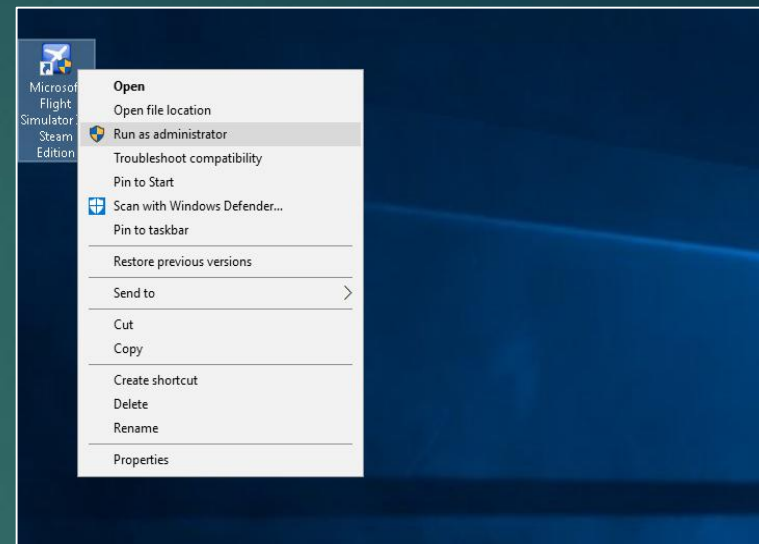 Microsof
Flight
Simulator
Steam
Edition
Open
Open file location
Run as administrator
Troubleshoot compatibility
Pin to Start
Scan with Windows Defender...
Pin to taskbar
Restore previous versions
Send to
Cut
Copy
Create shortcut
Delete
Rename
Properties